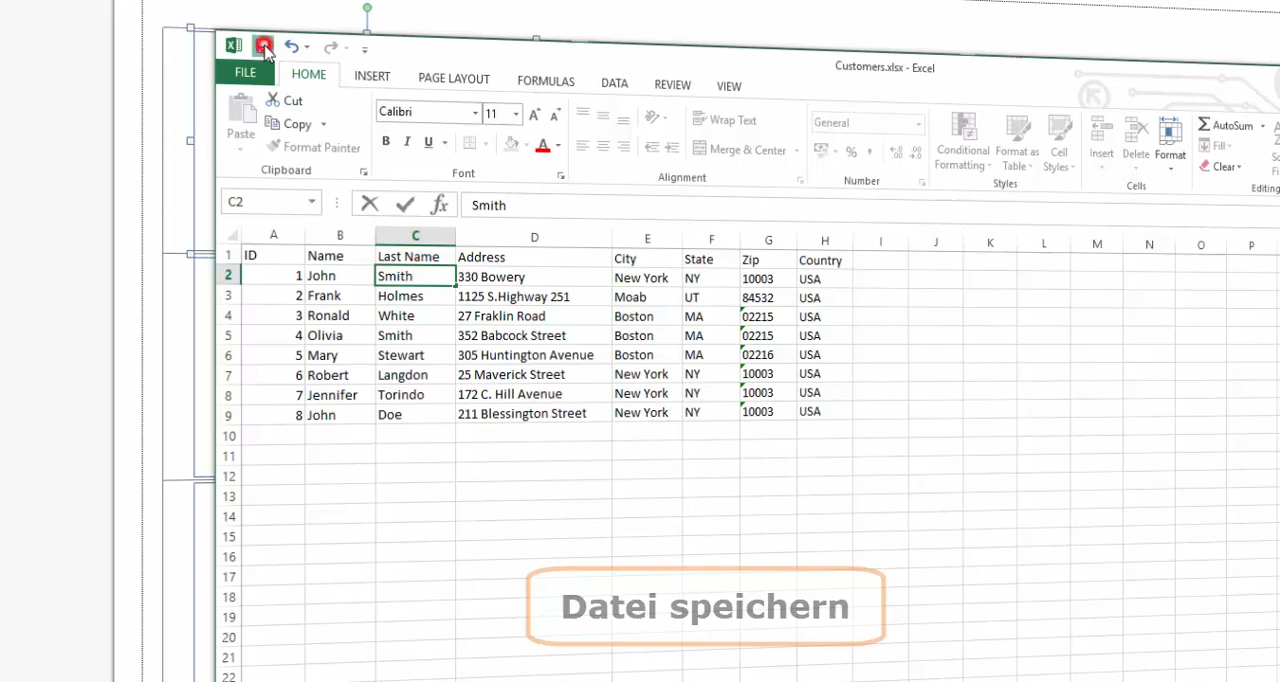 Customers.xlsx - Excel
FILE HOME INSERT PAGE LAYOUT FORMULAS DATA REVIEW VIEW
Paste
Cut
Copy
Format Painter
Clipboard
Calibri 11
B I U A
Font
Wrap Text
Merge & Center
Alignment
General
%
Number
Conditional Formatting
Format as Table
Cell Styles
Styles
Insert Delete Format
Cells
AutoSum
Fill
Clear
Editing
C2 fx Smith
A B C D E F G H I J K L M N O P
1 ID Name Last Name Address City State Zip Country
2 1 John Smith 330 Bowery New York NY 10003 USA
3 2 Frank Holmes 1125 S.Highway 251 Moab UT 84532 USA
4 3 Ronald White 27 Fraklin Road Boston MA 02215 USA
5 4 Olivia Smith 352 Babcock Street Boston MA 02215 USA
6 5 Mary Stewart 305 Huntington Avenue Boston MA 02216 USA
7 6 Robert Langdon 25 Maverick Street New York NY 10003 USA
8 7 Jennifer Torindo 172 C. Hill Avenue New York NY 10003 USA
9 8 John Doe 211 Blessington Street New York NY 10003 USA
10
11
12
13
14
15
16
17
18
19
20
21
22
Datei speichern